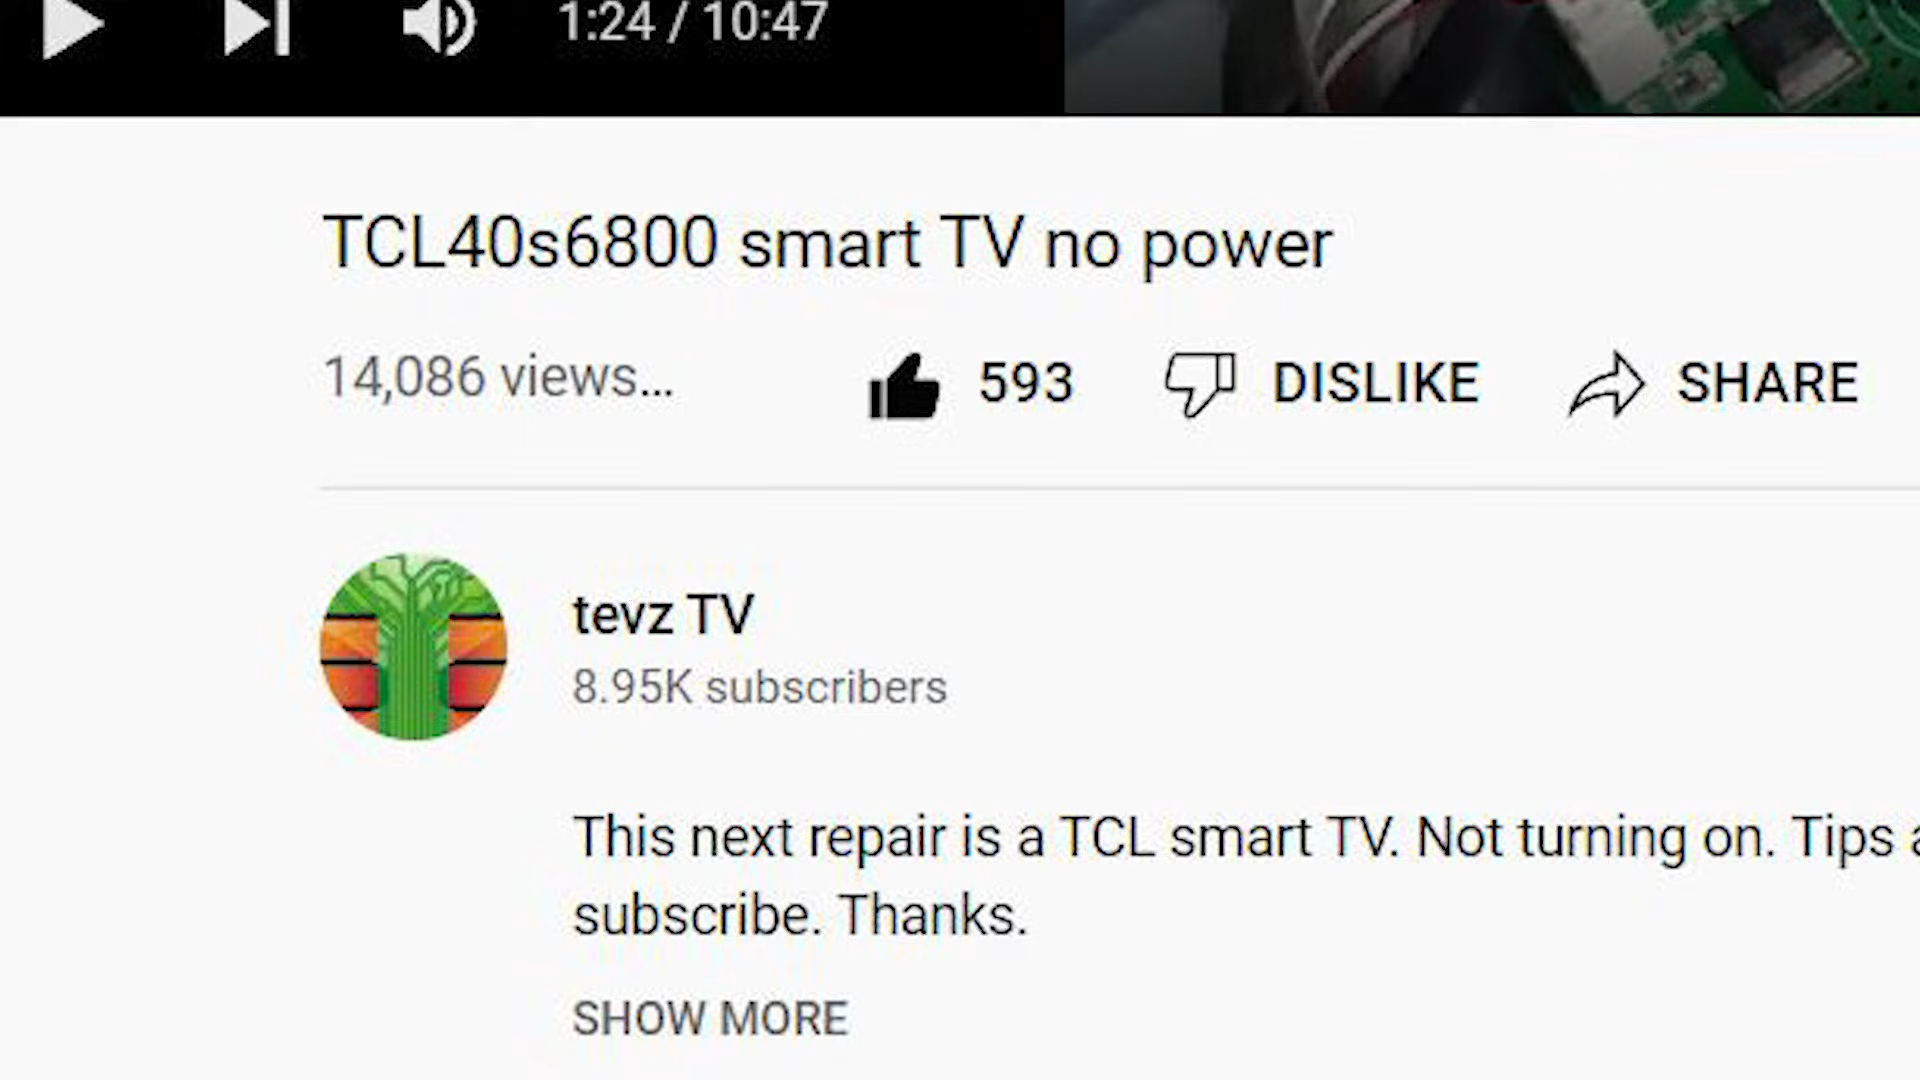 1:24 / 10:47
TCL40s6800 smart TV no power
14,086 views...
593
DISLIKE
SHARE
tevz TV
8.95K subscribers
This next repair is a TCL smart TV. Not turning on. Tips
subscribe. Thanks.
SHOW MORE